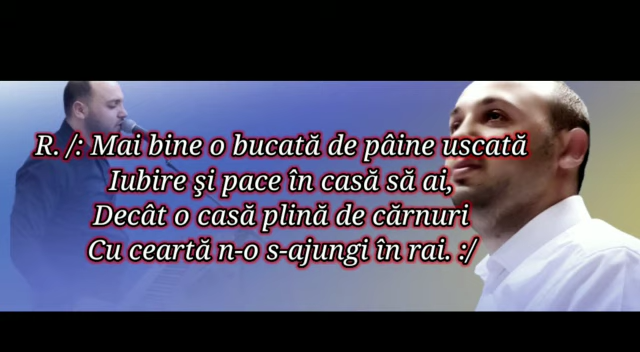 R. /: Mai bine o bucată de pâine uscată
Iubire şi pace în casă să ai,
Decât o casă plină de cărnuri
Cu ceartă n-o s-ajungi în rai. :/